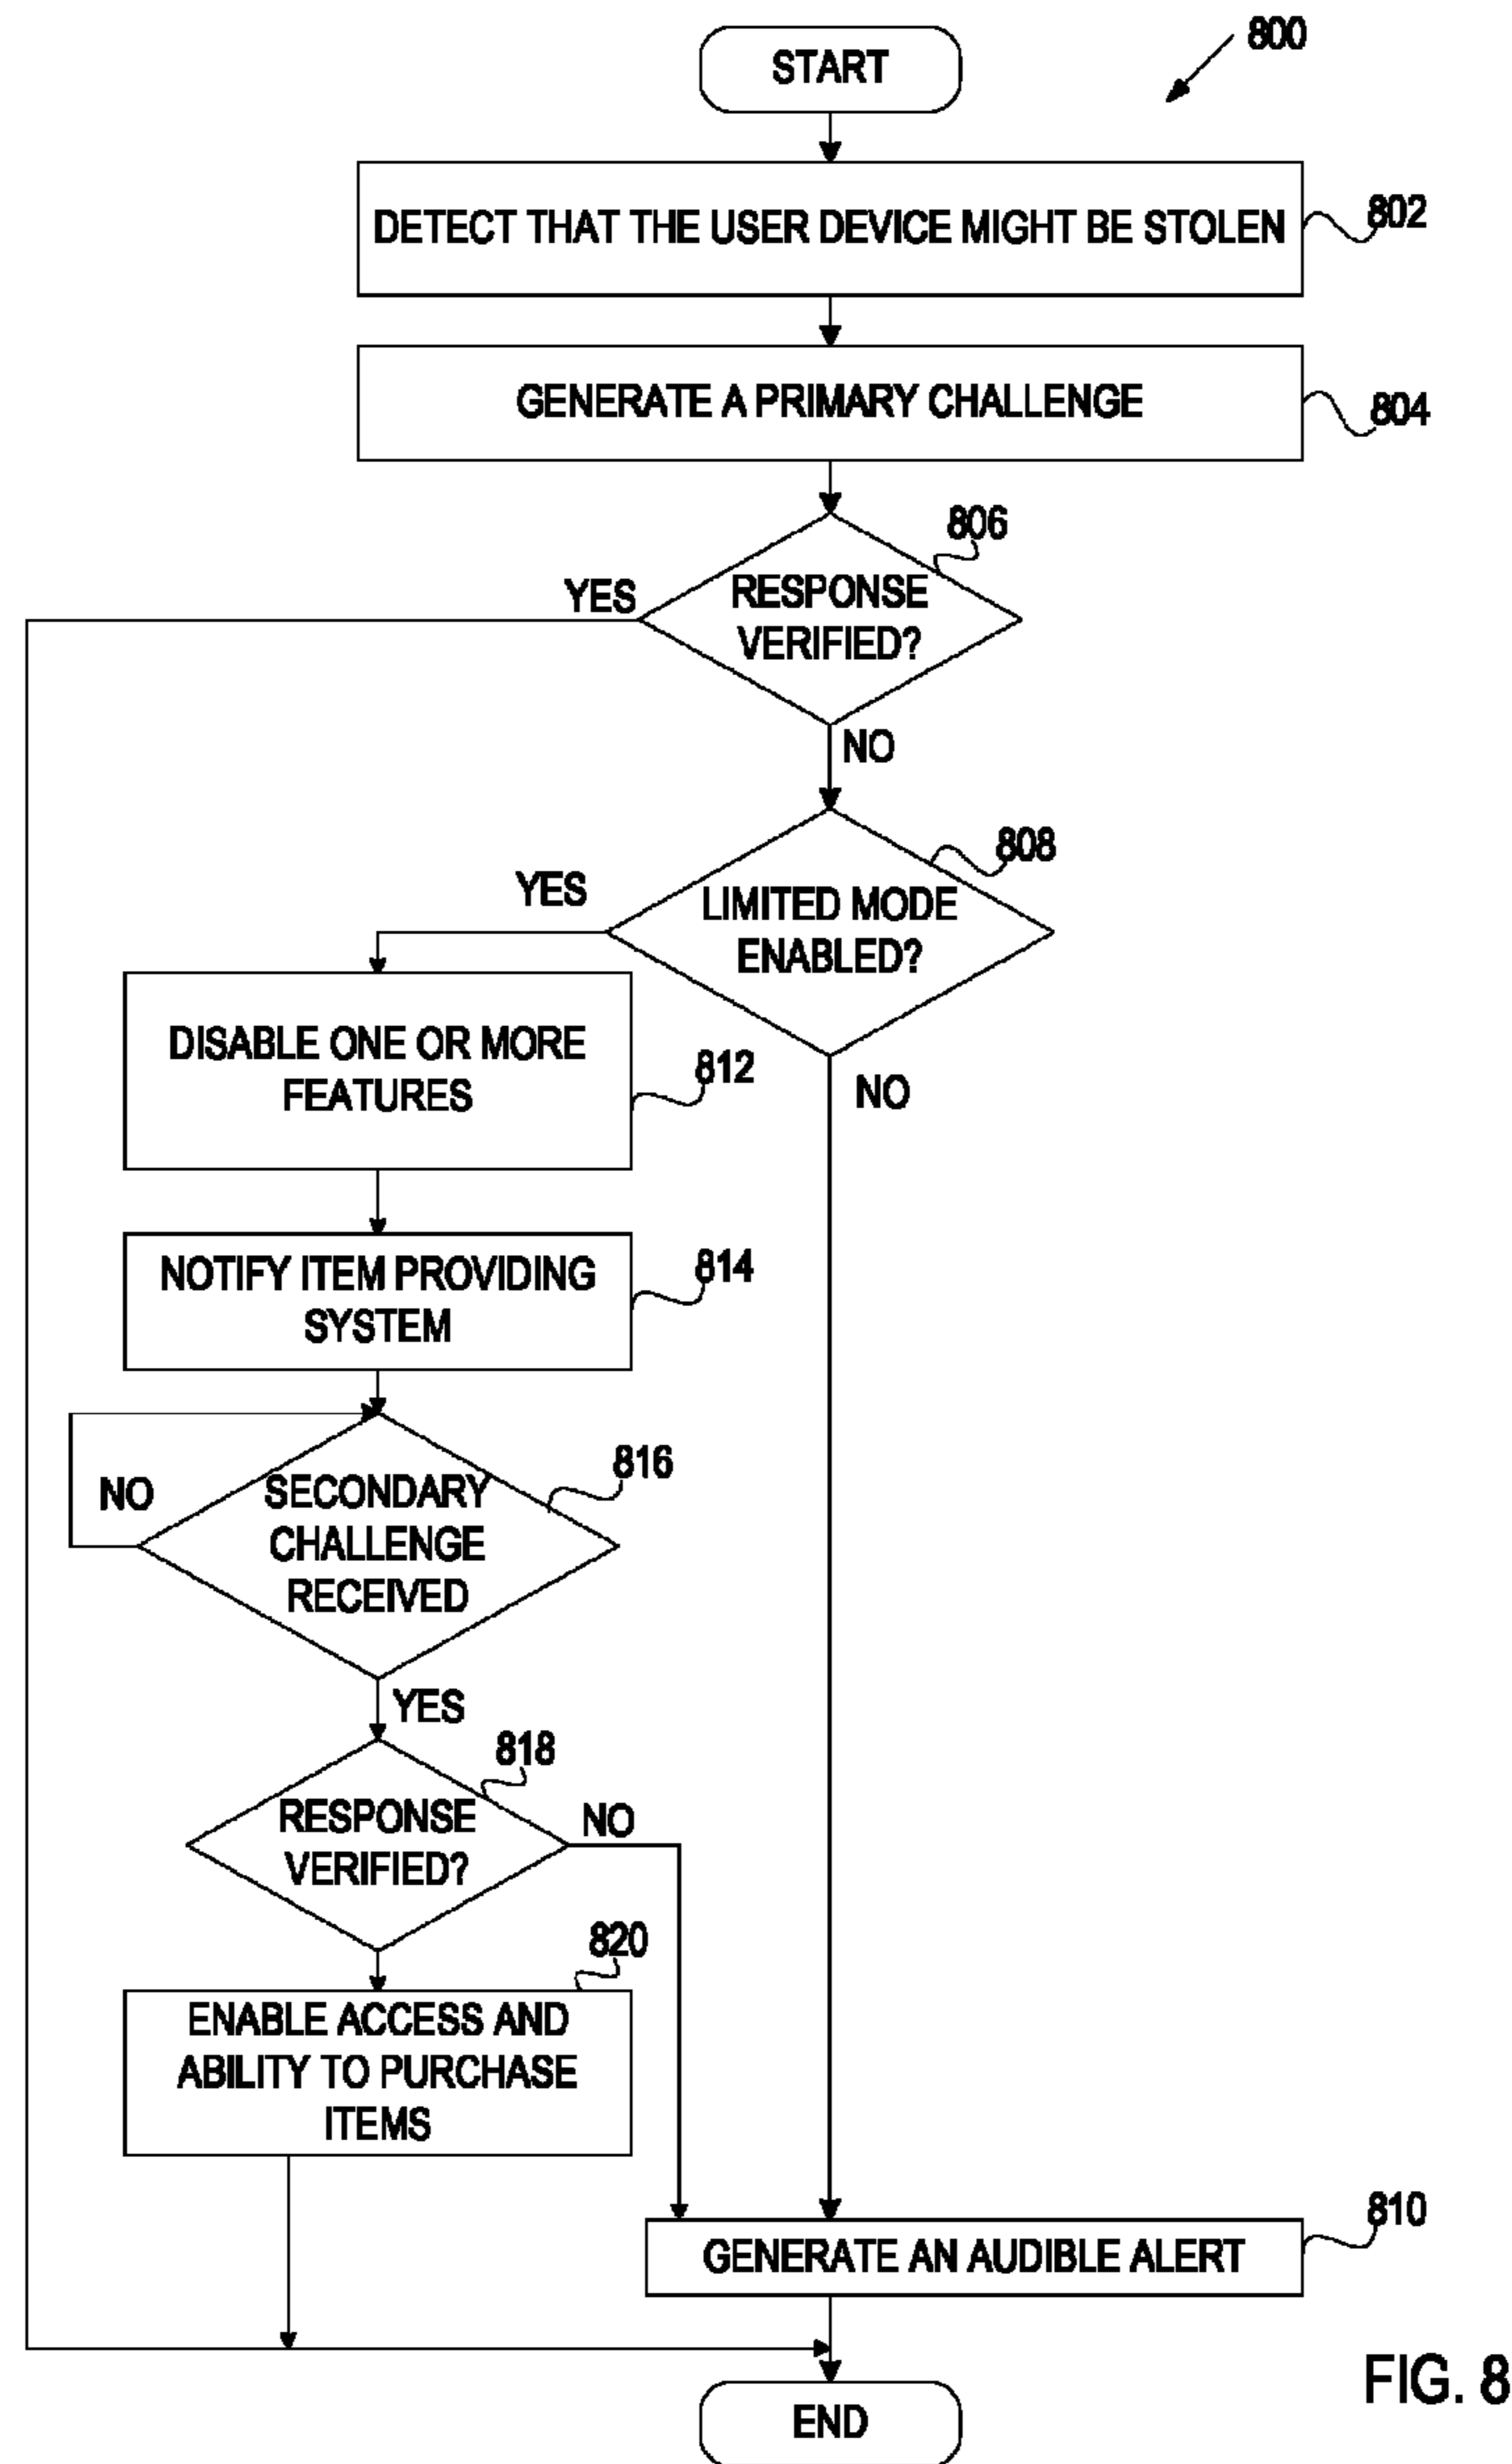 800
START
DETECT THAT THE USER DEVICE MIGHT BE STOLEN
802
GENERATE A PRIMARY CHALLENGE
804
806
YES
RESPONSE
VERIFIED?
NO
808
YES
LIMITED MODE
ENABLED?
DISABLE ONE OR MORE
FEATURES
812
NO
NOTIFY ITEM PROVIDING
SYSTEM
814
816
NO
SECONDARY
CHALLENGE
RECEIVED
YES
818
RESPONSE
VERIFIED?
NO
820
ENABLE ACCESS AND
ABILITY TO PURCHASE
ITEMS
810
GENERATE AN AUDIBLE ALERT
FIG. 8
END